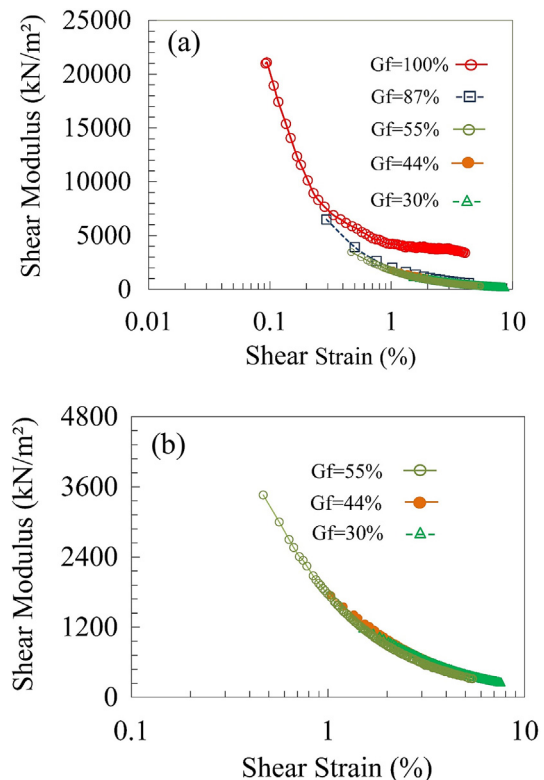 (a)
Shear Modulus (kN/m²)
25000
20000
15000
10000
5000
0
Gf=100%
Gf=87%
Gf=55%
Gf=44%
Gf=30%
0.01 0.1 1 10
Shear Strain (%)
(b)
Shear Modulus (kN/m²)
4800
3600
2400
1200
0
Gf=55%
Gf=44%
Gf=30%
0.1 1 10
Shear Strain (%)